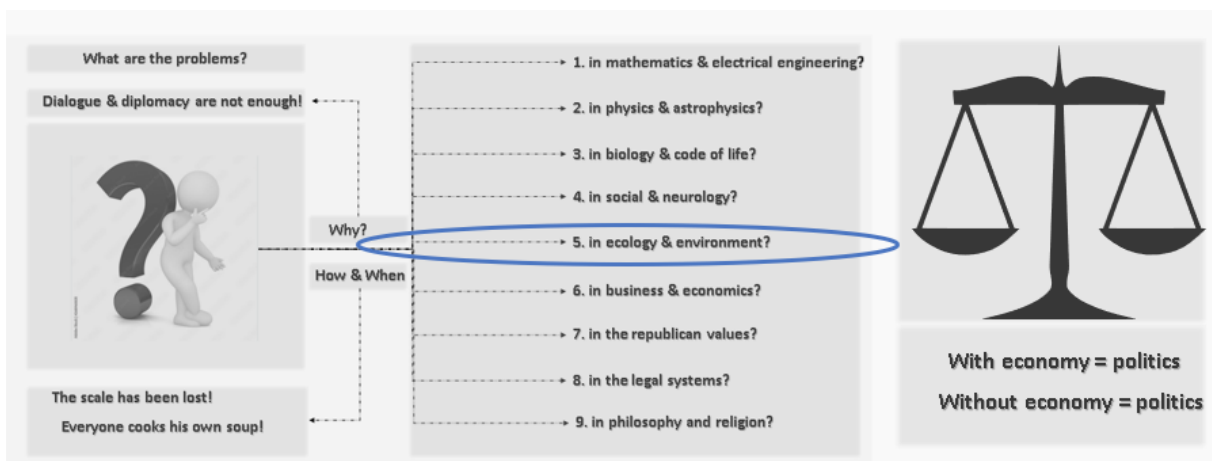 What are the problems?
Dialogue & diplomacy are not enough!
Why?
How & When
The scale has been lost!
Everyone cooks his own soup!
1. in mathematics & electrical engineering?
2. in physics & astrophysics?
3. in biology & code of life?
4. in social & neurology?
5. in ecology & environment?
6. in business & economics?
7. in the republican values?
8. in the legal systems?
9. in philosophy and religion?
With economy = politics
Without economy = politics